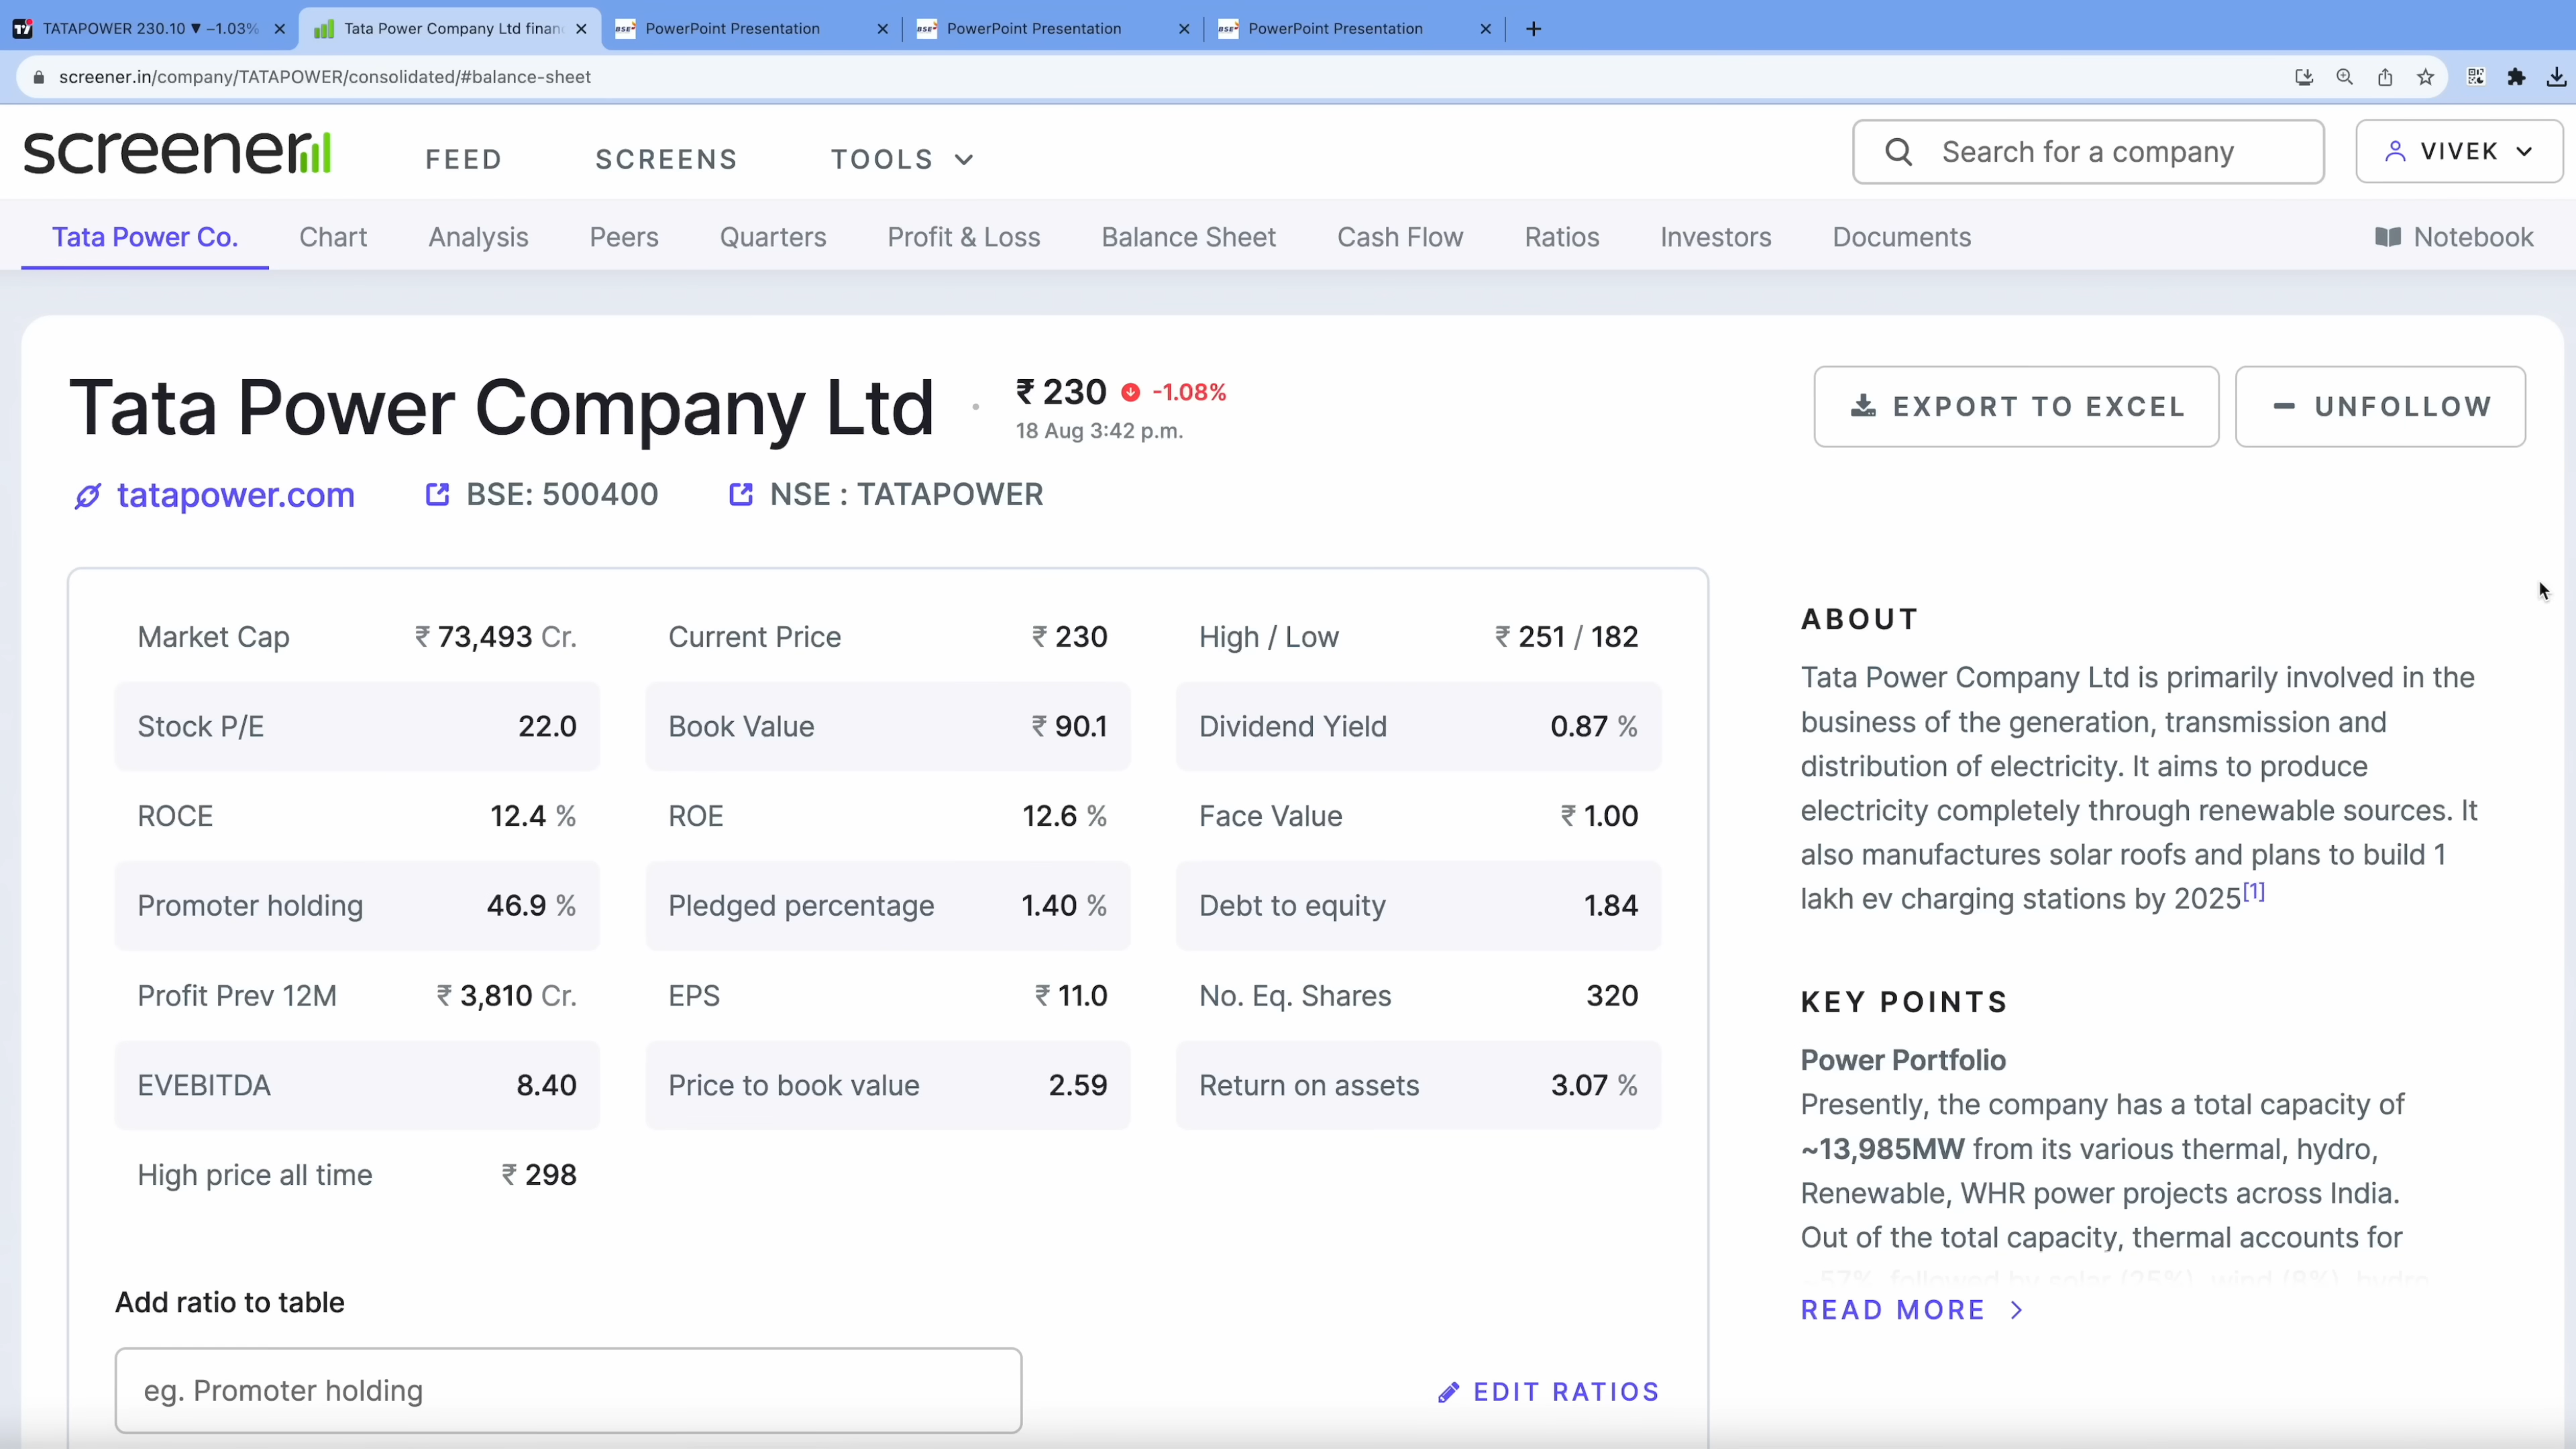 TATAPOWER 230.10 ▼ −1.03%
Tata Power Company Ltd finan
PowerPoint Presentation
PowerPoint Presentation
PowerPoint Presentation
screener.in/company/TATAPOWER/consolidated/#balance-sheet
screener
FEED
SCREENS
TOOLS
Search for a company
VIVEK
Tata Power Co.
Chart
Analysis
Peers
Quarters
Profit & Loss
Balance Sheet
Cash Flow
Ratios
Investors
Documents
Notebook
Tata Power Company Ltd
₹ 230 -1.08%
18 Aug 3:42 p.m.
EXPORT TO EXCEL
UNFOLLOW
tatapower.com
BSE: 500400
NSE : TATAPOWER
Market Cap ₹ 73,493 Cr.
Current Price ₹ 230
High / Low ₹ 251 / 182
Stock P/E 22.0
Book Value ₹ 90.1
Dividend Yield 0.87 %
ROCE 12.4 %
ROE 12.6 %
Face Value ₹ 1.00
Promoter holding 46.9 %
Pledged percentage 1.40 %
Debt to equity 1.84
Profit Prev 12M ₹ 3,810 Cr.
EPS ₹ 11.0
No. Eq. Shares 320
EVEBITDA 8.40
Price to book value 2.59
Return on assets 3.07 %
High price all time ₹ 298
Add ratio to table
eg. Promoter holding
EDIT RATIOS
ABOUT
Tata Power Company Ltd is primarily involved in the
business of the generation, transmission and
distribution of electricity. It aims to produce
electricity completely through renewable sources. It
also manufactures solar roofs and plans to build 1
lakh ev charging stations by 2025[1]
KEY POINTS
Power Portfolio
Presently, the company has a total capacity of
~13,985MW from its various thermal, hydro,
Renewable, WHR power projects across India.
Out of the total capacity, thermal accounts for
~57%, followed by solar (25%), wind (8%), hydro
READ MORE